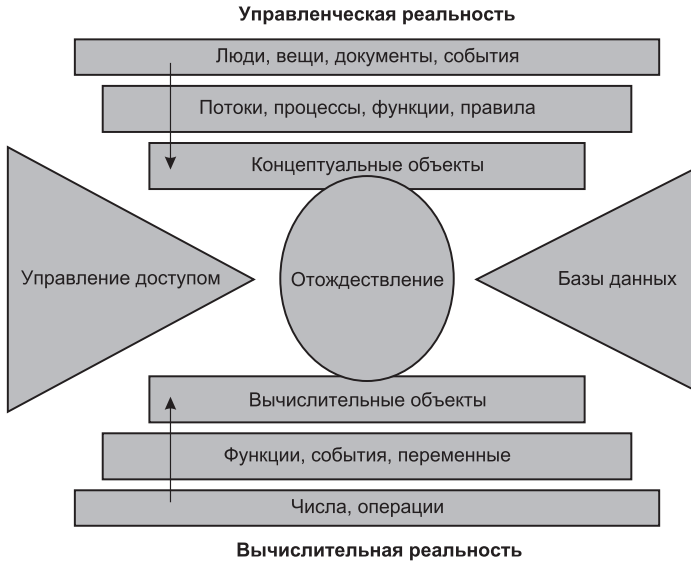 Управленческая реальность
Люди, вещи, документы, события
Потоки, процессы, функции, правила
Концептуальные объекты
Управление доступом
Отождествление
Базы данных
Вычислительные объекты
Функции, события, переменные
Числа, операции
Вычислительная реальность